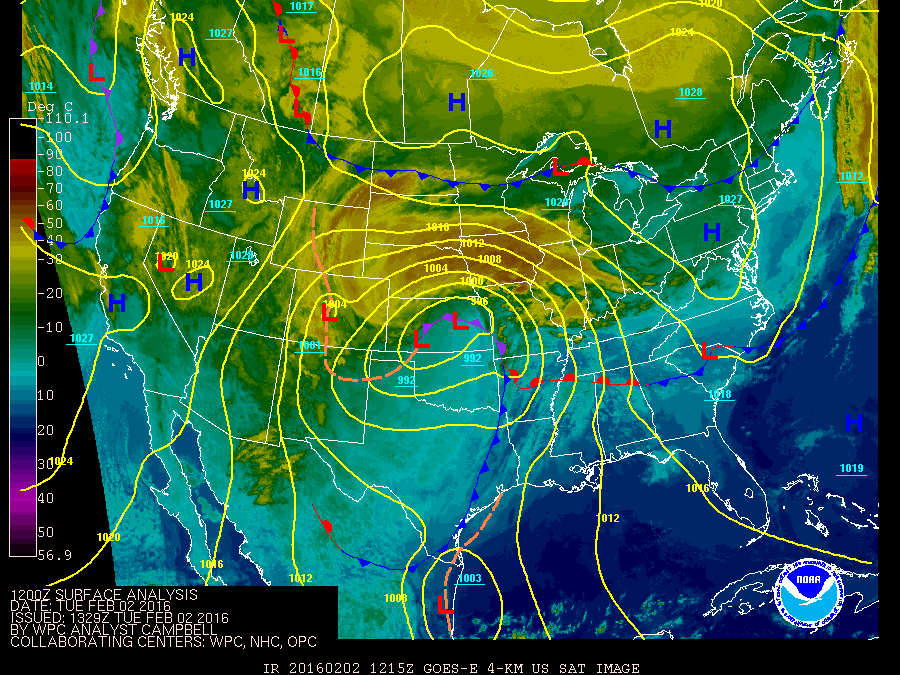 1024
1017
1020
1027
H
L
1024
1016
1026
1028
L
H
H
H
1014
Deg C
-110.1
-100
-90
-80
-70
-60
-50
-40
-30
-20
-10
0
10
20
30
40
50
56.9
L
L
1024
H
1027
1012
1027
1016
H
1016
1012
1020
1024
L
H
1008
1004
1000
996
H
1004
L
L
L
1027
1001
992
992
L
1018
H
1024
1019
1016
1012
1020
1016
1012
1003
1008
L
NOAA
1200Z SURFACE ANALYSIS
DATE: TUE FEB 02 2016
ISSUED: 1329Z TUE FEB 02 2016
BY WPC ANALYST CAMPBELL
COLLABORATING CENTERS: WPC, NHC, OPC
IR 20160202 1215Z GOES-E 4-KM US SAT IMAGE